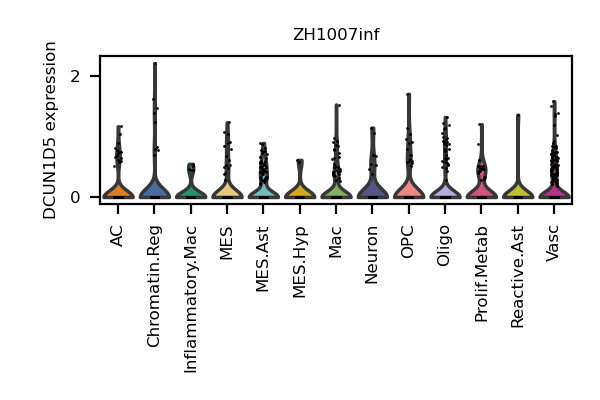 ZH1007inf
DCUN1D5 expression
2
0
AC
Chromatin.Reg
Inflammatory.Mac
MES
MES.Ast
MES.Hyp
Mac
Neuron
OPC
Oligo
Prolif.Metab
Reactive.Ast
Vasc